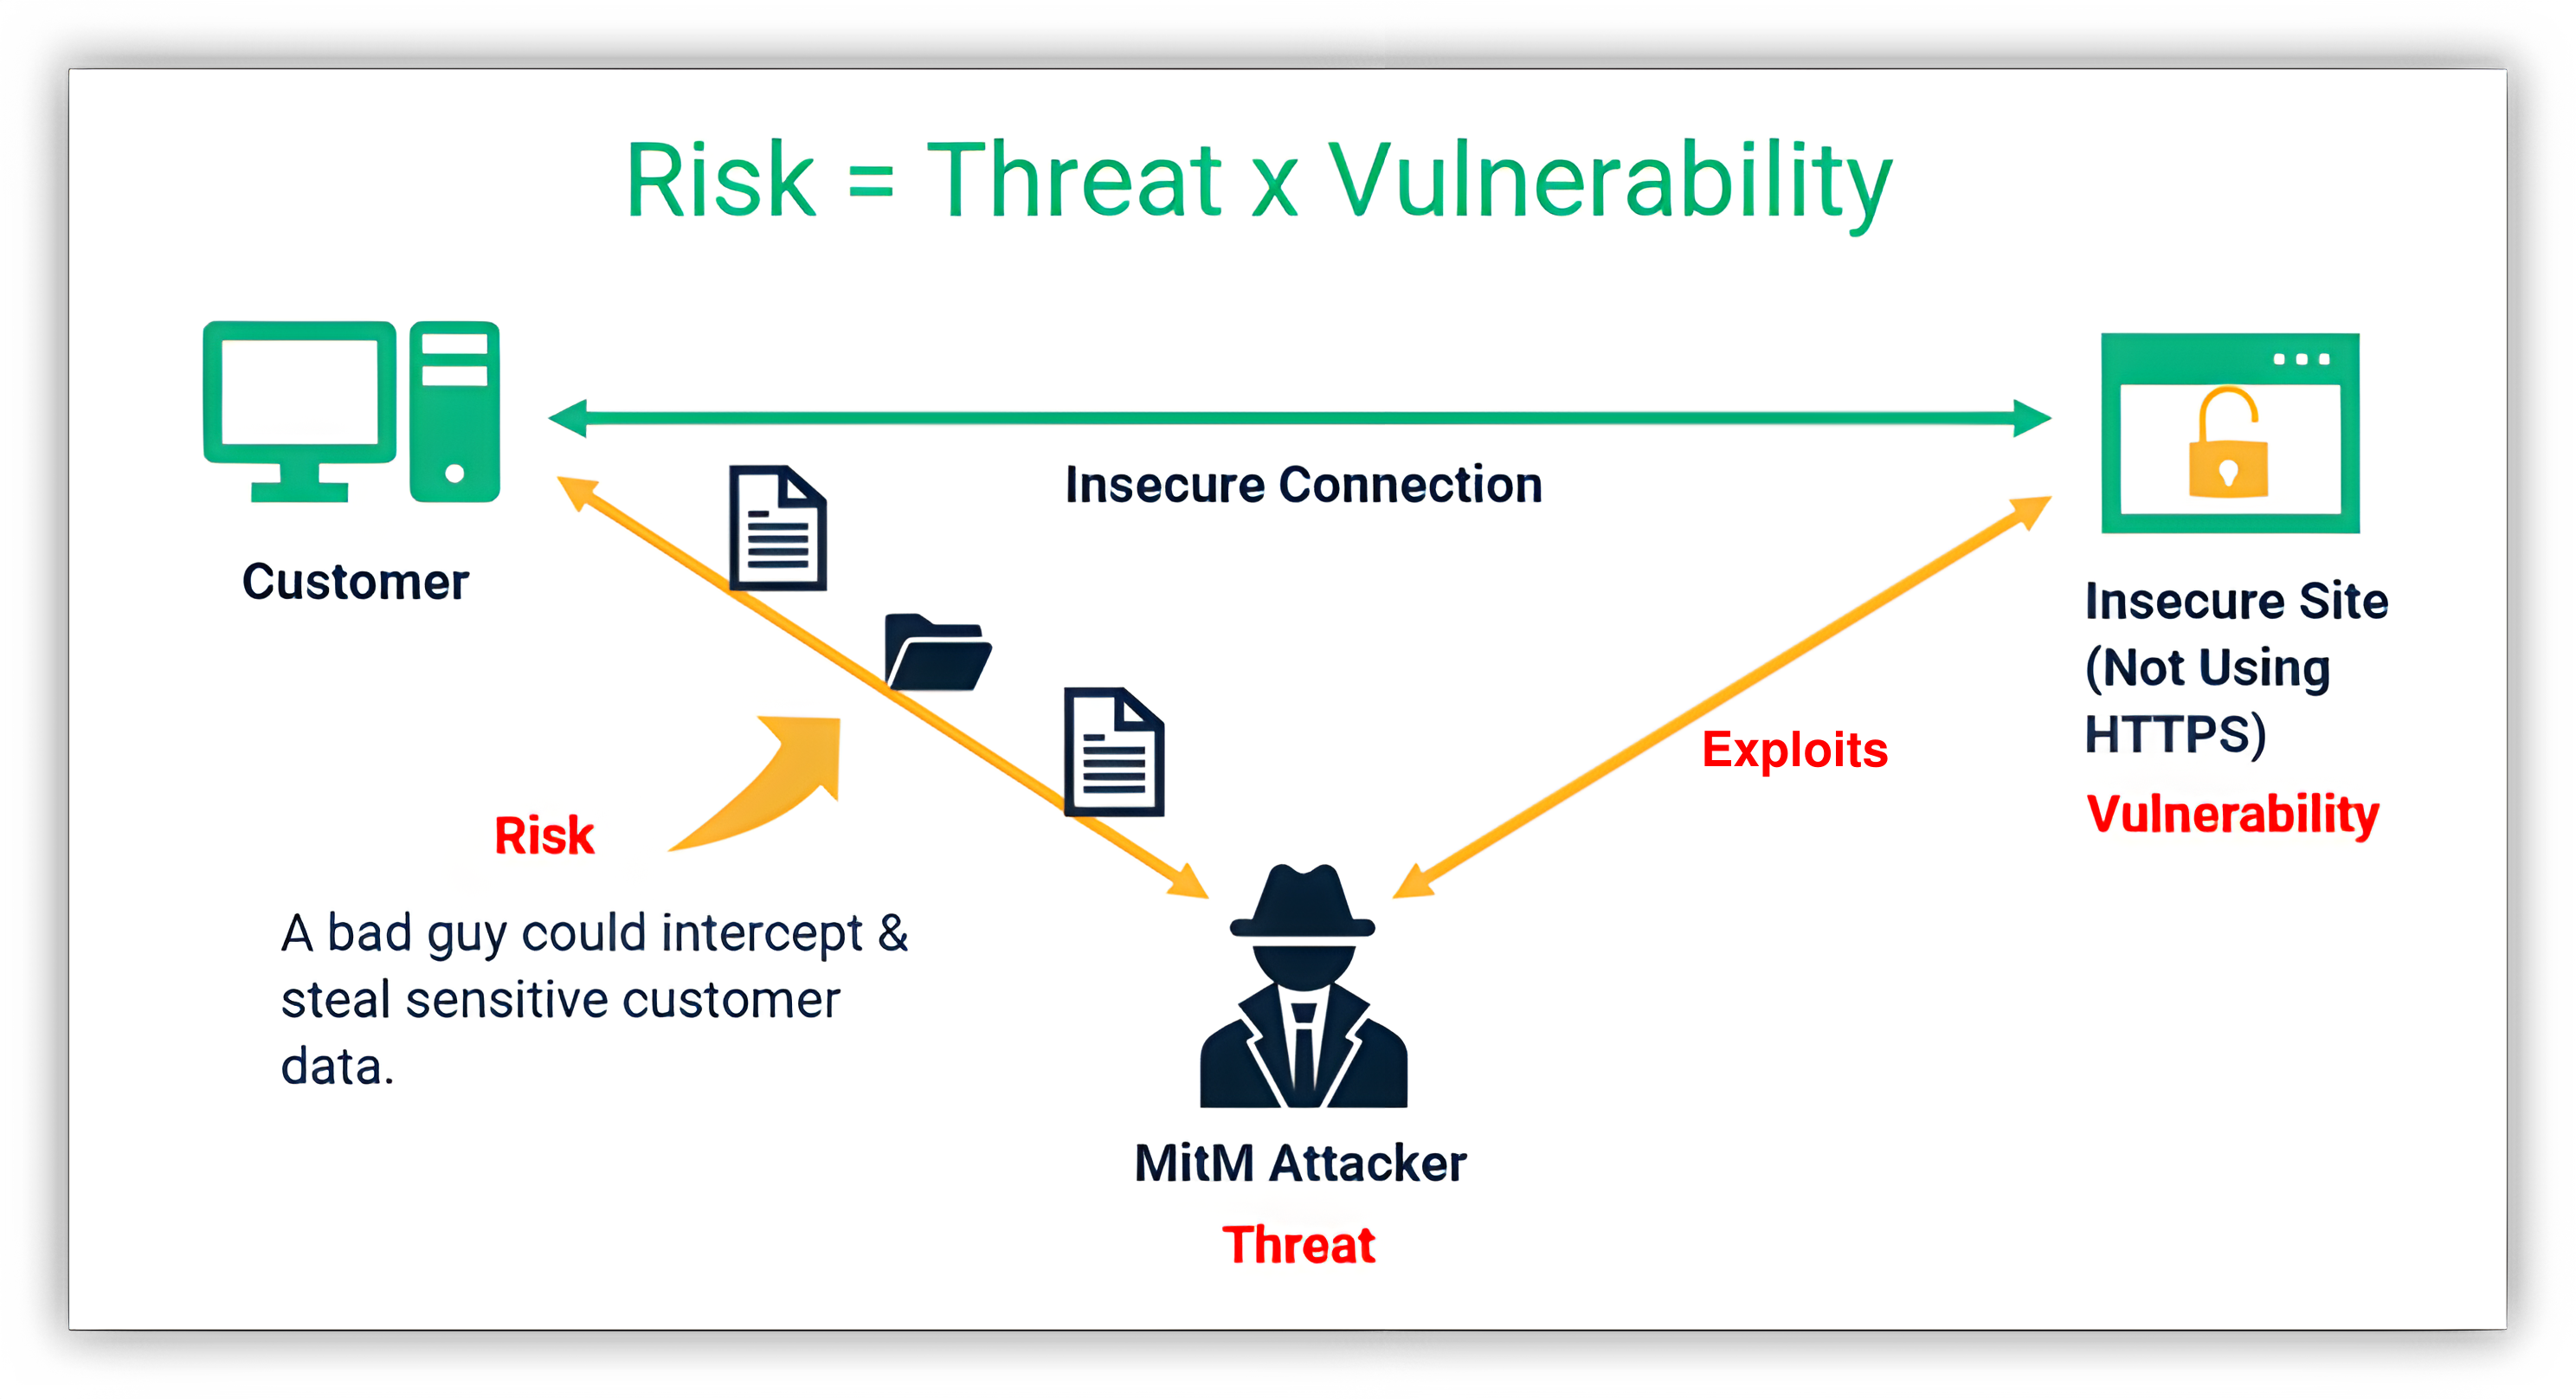 Risk = Threat x Vulnerability
Insecure Connection
Customer
Insecure Site
(Not Using
HTTPS)
Vulnerability
Exploits
Risk
A bad guy could intercept &
steal sensitive customer
data.
MitM Attacker
Threat